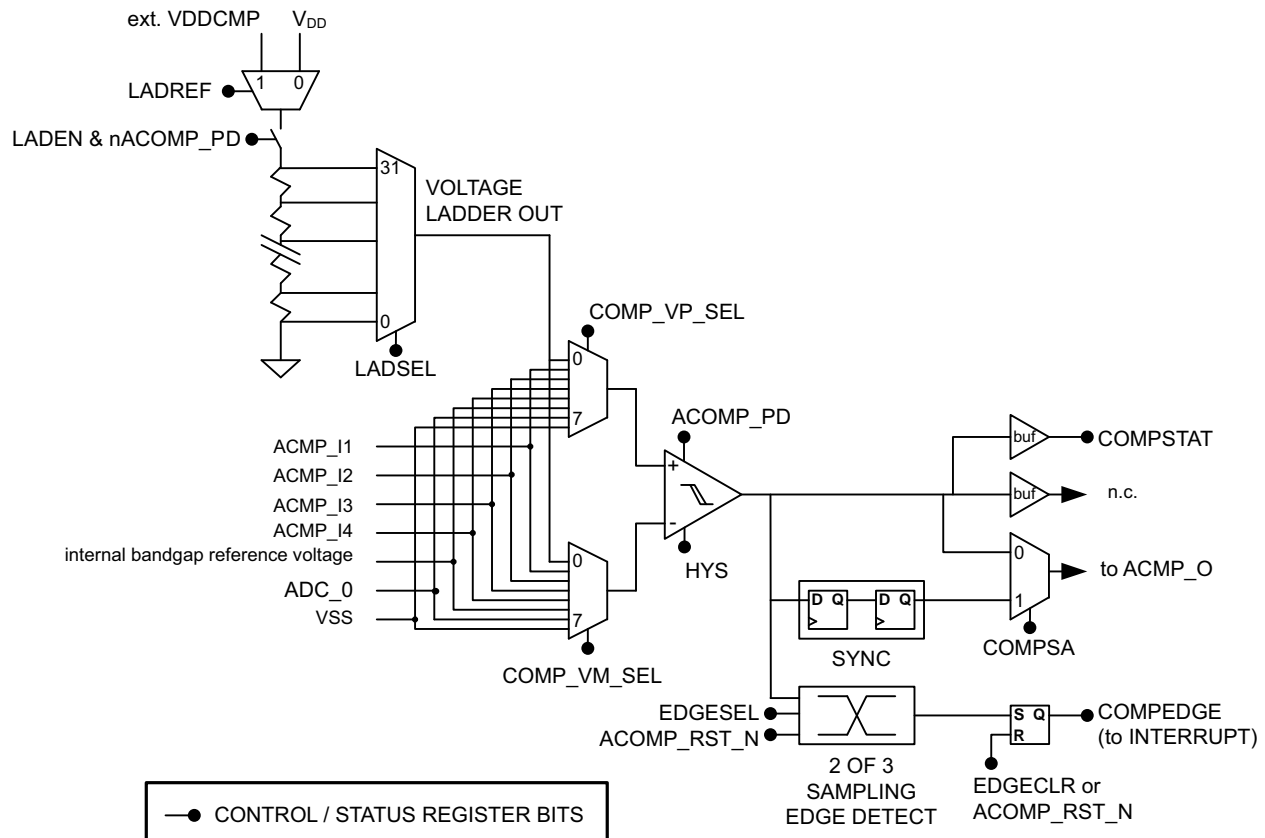 ext. VDDCMP VDD
1 0
LADREF
LADEN & nACOMP_PD
31
VOLTAGE
LADDER OUT
0
LADSEL
COMP_VP_SEL
0
7
ACOMP_PD
ACMP_I1
ACMP_I2
ACMP_I3
ACMP_I4
internal bandgap reference voltage
ADC_0
VSS
+
-
HYS
0
7
COMP_VM_SEL
buf
COMPSTAT
buf
n.c.
0
1
to ACMP_O
COMPSA
D Q D Q
SYNC
EDGESEL
ACOMP_RST_N
2 OF 3
SAMPLING
EDGE DETECT
S Q
R
COMPEDGE
(to INTERRUPT)
EDGECLR or
ACOMP_RST_N
CONTROL / STATUS REGISTER BITS